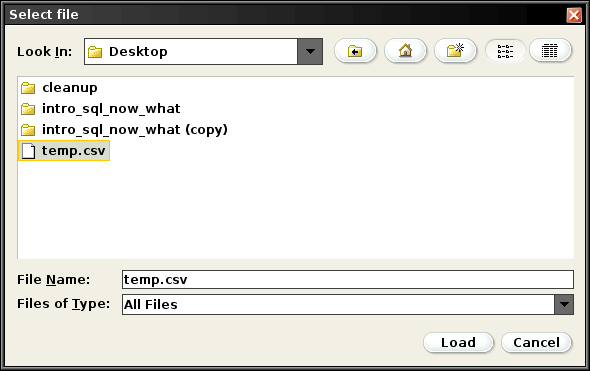 Select file
Look In: Desktop
cleanup
intro_sql_now_what
intro_sql_now_what (copy)
temp.csv
File Name: temp.csv
Files of Type: All Files
Load Cancel